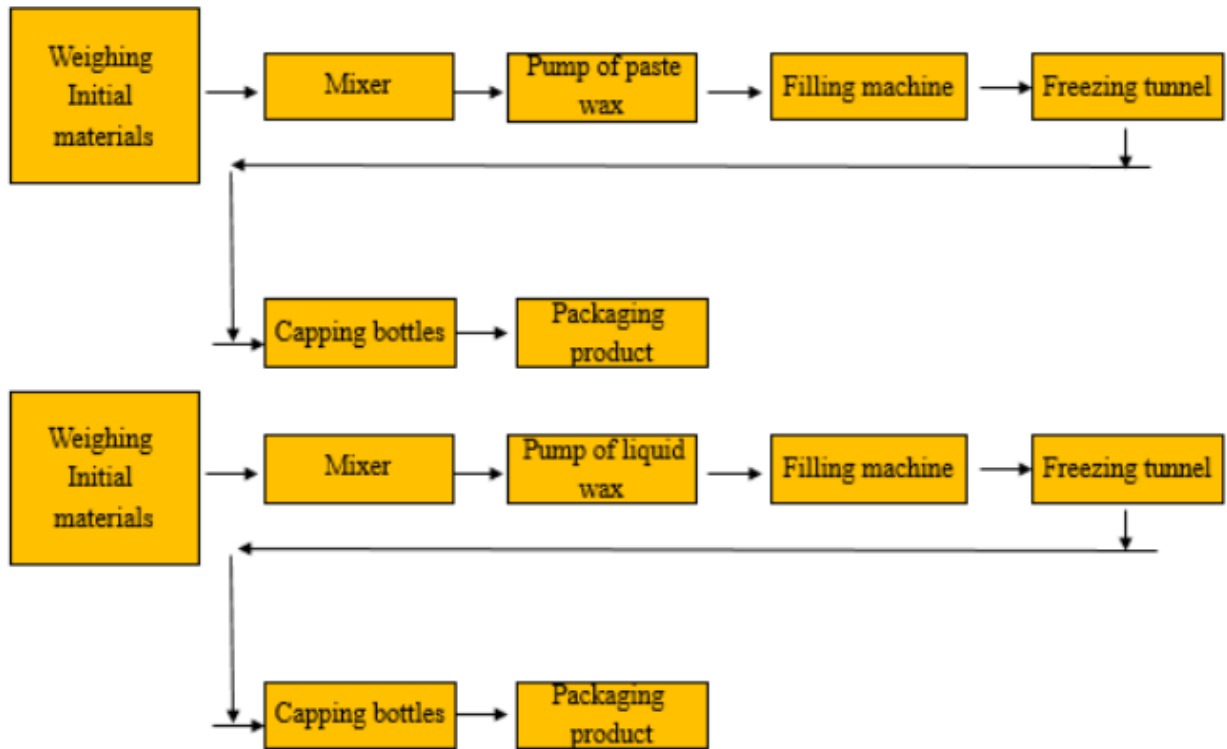 Weighing
Initial
materials
Mixer
Pump of paste
wax
Filling machine
Freezing tunnel
Capping bottles
Packaging
product
Weighing
Initial
materials
Mixer
Pump of liquid
wax
Filling machine
Freezing tunnel
Capping bottles
Packaging
product